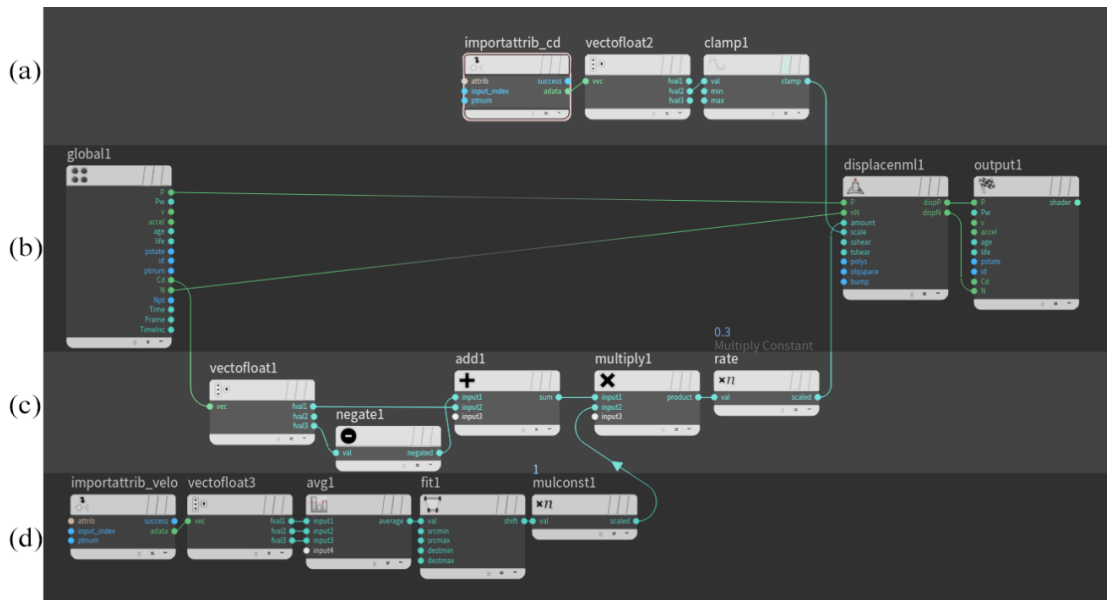 (a)
importattrib_cd
attrib success
input_index adata
ptnum
vectofloat2
vec fval1
fval2
fval3
clamp1
val clamp
min
max
(b)
global1
P
Pw
v
accel
age
life
pstate
id
ptnum
Cd
N
Npt
Time
Frame
TimeInc
displacenml1
P dispP
nN dispN
amount
scale
sshear
tshear
polys
objspace
bump
output1
P shader
Pw
v
accel
age
life
pstate
id
Cd
N
(c)
vectofloat1
vec fval1
fval2
fval3
negate1
val negated
add1
input1 sum
input2
input3
multiply1
input1 product
input2
input3
0.3
Multiply Constant
rate
×n
val scaled
(d)
importattrib_velo
attrib success
input_index adata
ptnum
vectofloat3
vec fval1
fval2
fval3
avg1
input1 average
input2
input3
input4
fit1
val shift
srcmin
srcmax
destmin
destmax
1
mulconst1
×n
val scaled